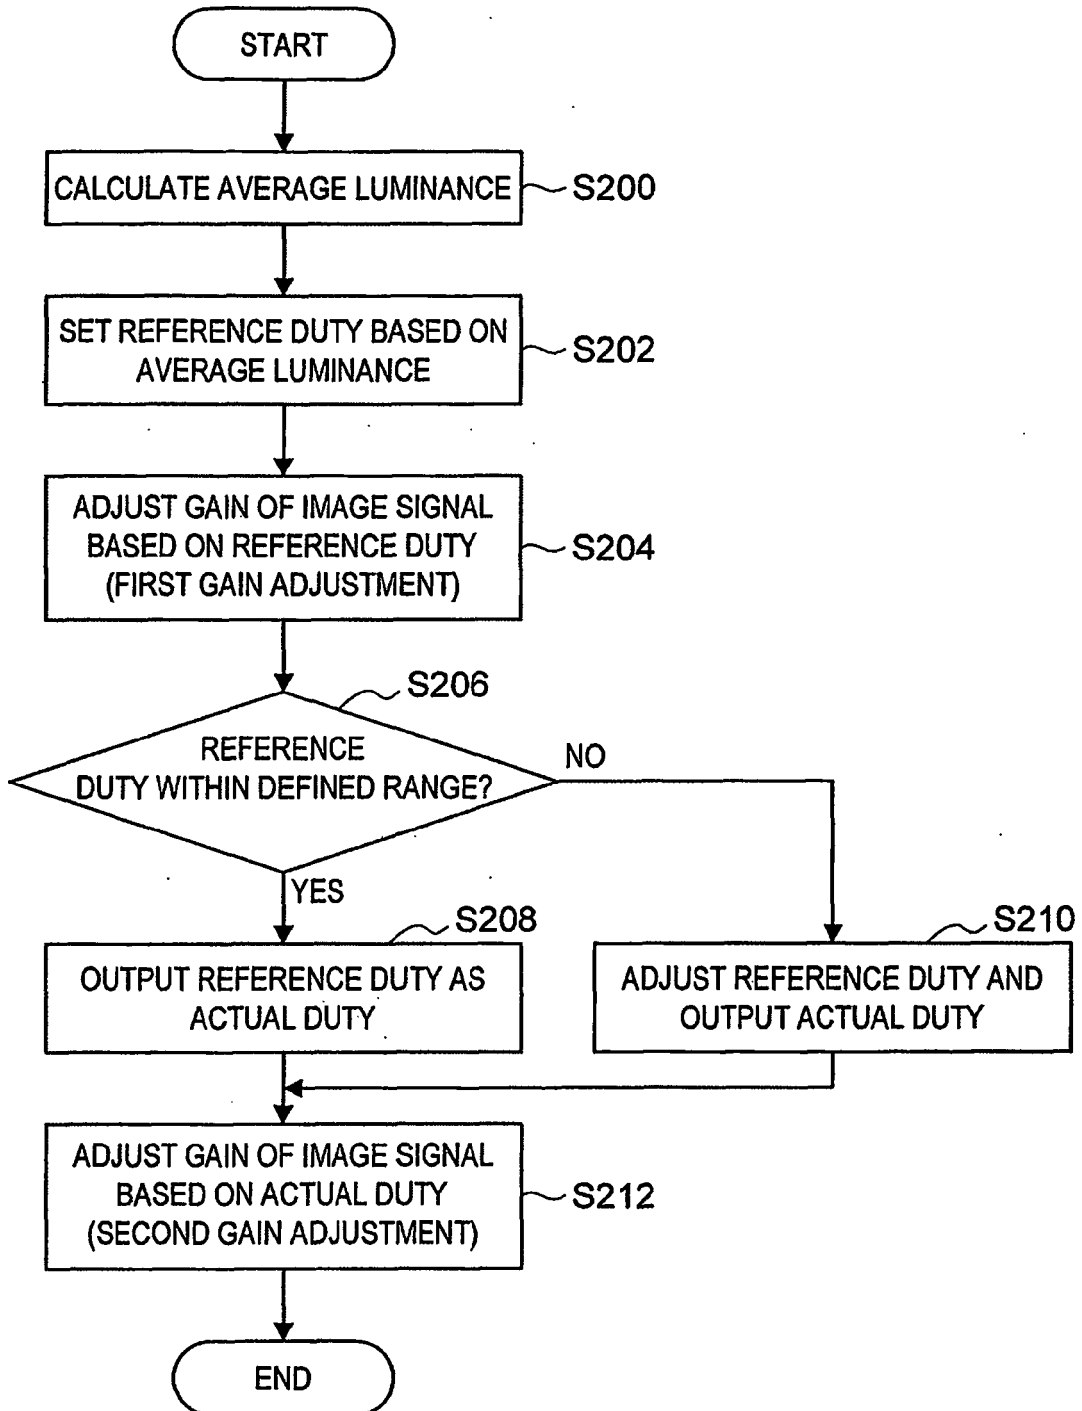 START
CALCULATE AVERAGE LUMINANCE
S200
SET REFERENCE DUTY BASED ON
AVERAGE LUMINANCE
S202
ADJUST GAIN OF IMAGE SIGNAL
BASED ON REFERENCE DUTY
(FIRST GAIN ADJUSTMENT)
S204
S206
REFERENCE
DUTY WITHIN DEFINED RANGE?
NO
YES
S208
OUTPUT REFERENCE DUTY AS
ACTUAL DUTY
S210
ADJUST REFERENCE DUTY AND
OUTPUT ACTUAL DUTY
ADJUST GAIN OF IMAGE SIGNAL
BASED ON ACTUAL DUTY
(SECOND GAIN ADJUSTMENT)
S212
END